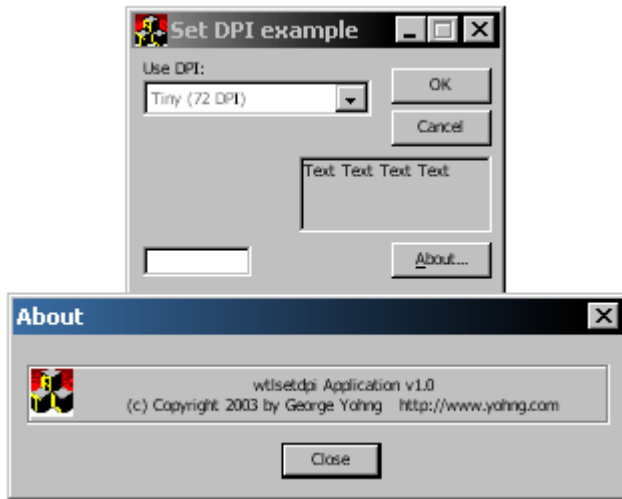 Set DPI example
Use DPI:
Tiny (72 DPI)
OK
Cancel
Text Text Text Text
About...
About
wtlsetdpi Application v1.0
(c) Copyright 2003 by George Yohng http://www.yohng.com
Close